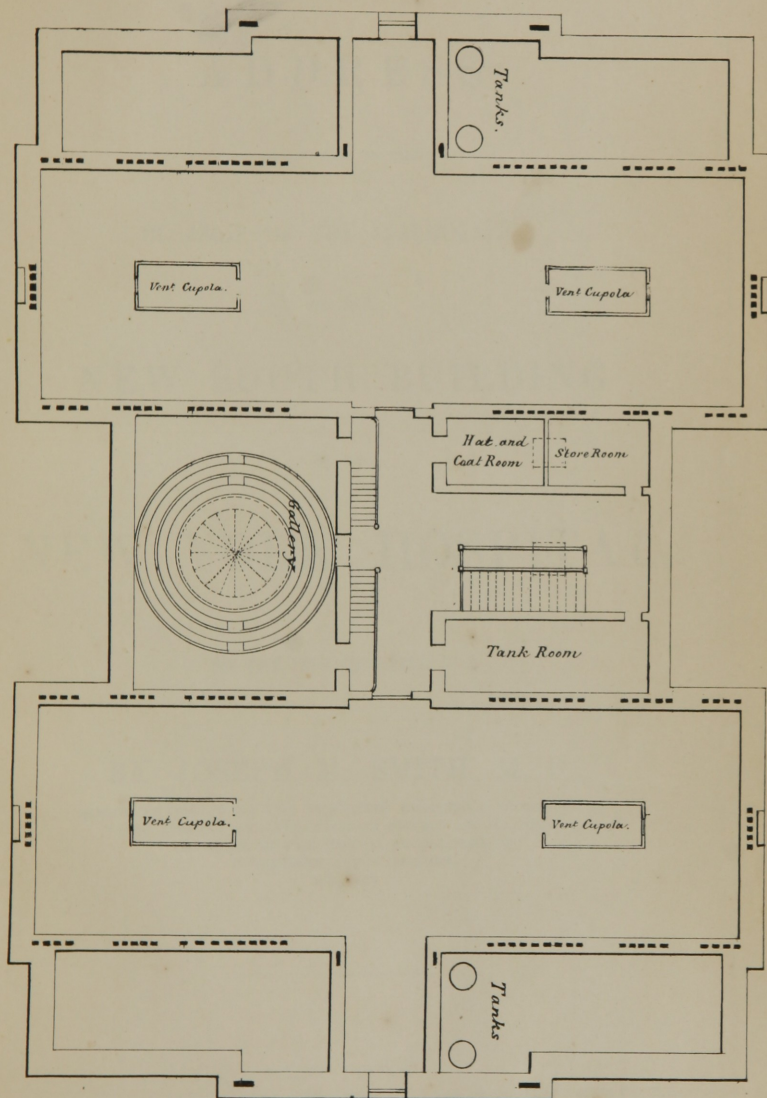 Tanks.
Vent. Cupola.
Vent Cupola
Hat and
Coat Room
Store Room
Gallery
Tank Room
Vent Cupola.
Vent Cupola.
Tanks